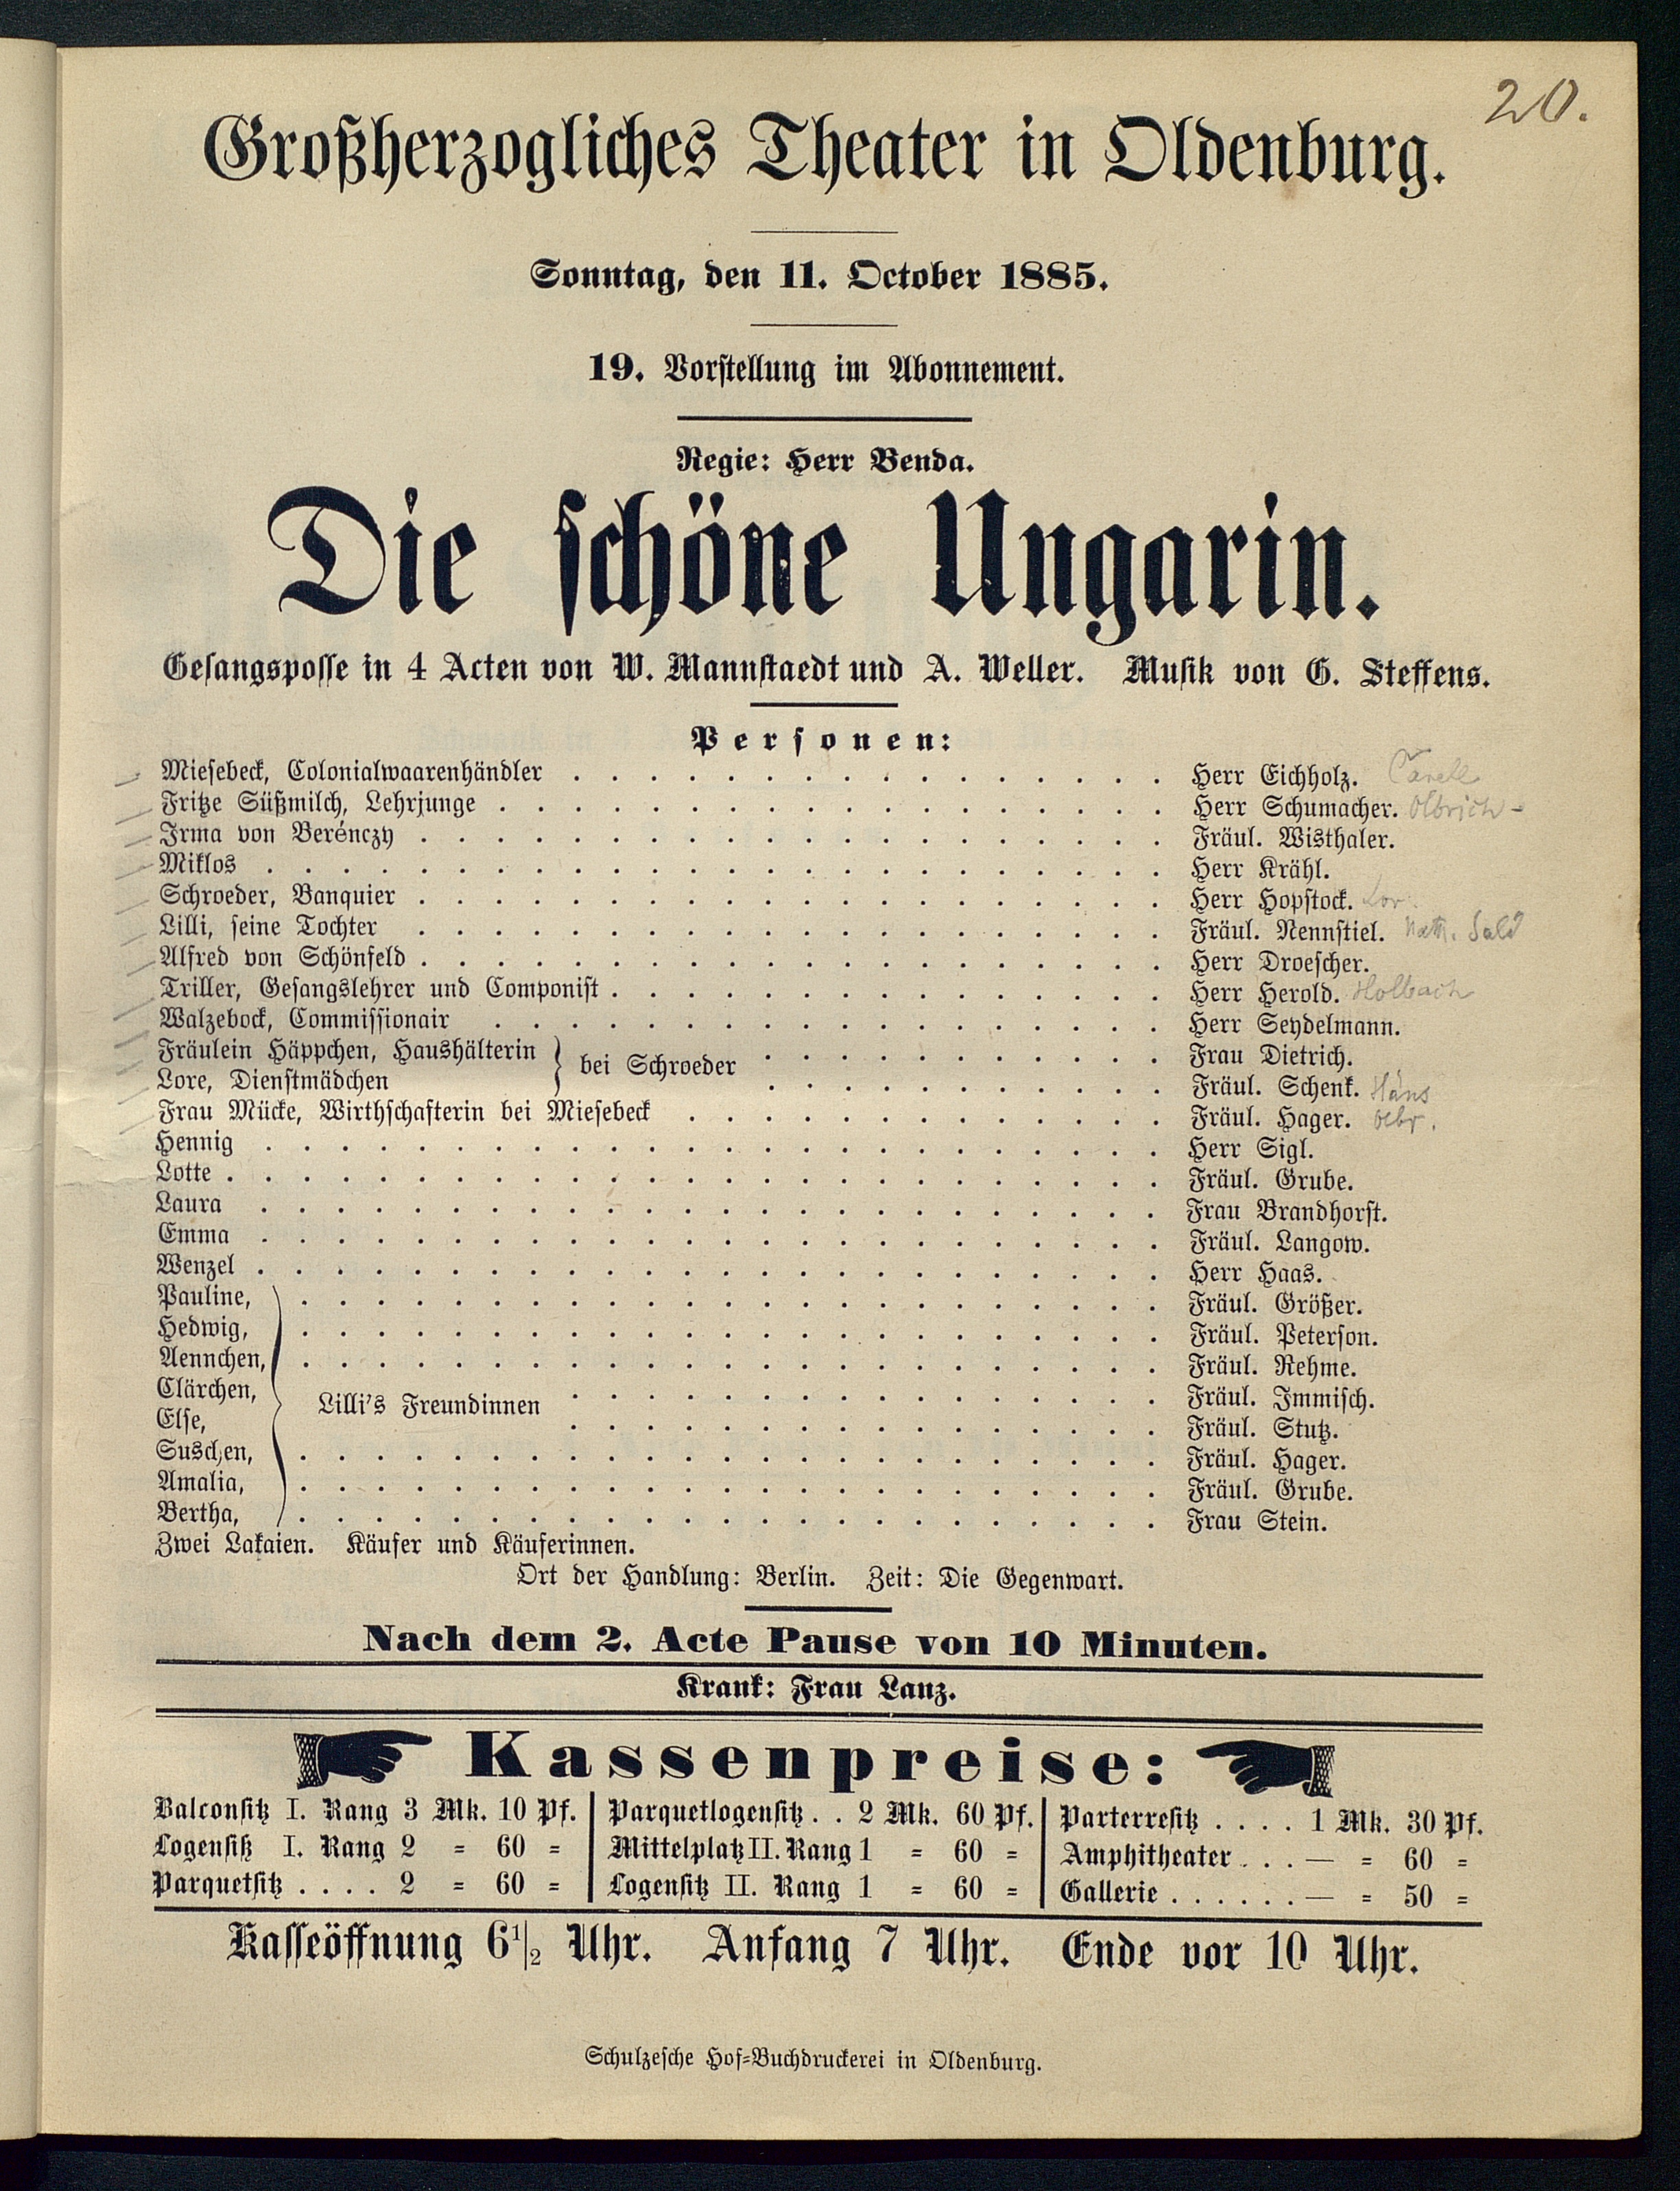 20.
Großherzogliches Theater in Oldenburg.
Sonntag, den 11. October 1885.
19. Vorstellung im Abonnement.
Regie: Herr Benda.
Die schöne Ungarin.
Gesangsposse in 4 Acten von W. Mannstaedt und A. Weller. Musik von G. Steffens.
Personen:
Miesebeck, Colonialwaarenhändler . . . . . . . . . . . . . . . . Herr Eichholz.
Fritze Süßmilch, Lehrjunge . . . . . . . . . . . . . . . . . . Herr Schumacher. Olbrich
Irma von Berénczy . . . . . . . . . . . . . . . . . . . . Fräul. Wisthaler.
Miklos . . . . . . . . . . . . . . . . . . . . . . . . Herr Krähl.
Schroeder, Banquier . . . . . . . . . . . . . . . . . . . . Herr Hopstock.
Lilli, seine Tochter . . . . . . . . . . . . . . . . . . . . Fräul. Nennstiel.
Alfred von Schönfeld . . . . . . . . . . . . . . . . . . . . Herr Droescher.
Triller, Gesangslehrer und Componist . . . . . . . . . . . . . . . Herr Herold. Holbach
Walzebock, Commissionair . . . . . . . . . . . . . . . . . . Herr Seydelmann.
Fräulein Häppchen, Haushälterin } bei Schroeder . . . . . . . . . . . Frau Dietrich.
Lore, Dienstmädchen . . . . . . . . . . . Fräul. Schenk.
Frau Mücke, Wirthschafterin bei Miesebeck . . . . . . . . . . . . . Fräul. Hager. Olbr.
Hennig . . . . . . . . . . . . . . . . . . . . . . . . Herr Sigl.
Lotte . . . . . . . . . . . . . . . . . . . . . . . . . Fräul. Grube.
Laura . . . . . . . . . . . . . . . . . . . . . . . . Frau Brandhorst.
Emma . . . . . . . . . . . . . . . . . . . . . . . . Fräul. Langow.
Wenzel . . . . . . . . . . . . . . . . . . . . . . . . Herr Haas.
Pauline, . . . . . . . . . . . . . . . . . . . . . . . Fräul. Größer.
Hedwig, . . . . . . . . . . . . . . . . . . . . . . . Fräul. Peterson.
Aennchen, . . . . . . . . . . . . . . . . . . . . . . . Fräul. Rehme.
Clärchen, } Lilli's Freundinnen . . . . . . . . . . . . . . . . Fräul. Immisch.
Else, . . . . . . . . . . . . . . . . Fräul. Stutz.
Suschen, . . . . . . . . . . . . . . . . . . . . . . . Fräul. Hager.
Amalia, . . . . . . . . . . . . . . . . . . . . . . . Fräul. Grube.
Bertha, . . . . . . . . . . . . . . . . . . . . . . . Frau Stein.
Zwei Lakaien. Käufer und Käuferinnen.
Ort der Handlung: Berlin. Zeit: Die Gegenwart.
Nach dem 2. Acte Pause von 10 Minuten.
Krank: Frau Lanz.
Kassenpreise:
Balconsitz I. Rang 3 Mk. 10 Pf. | Parquetlogensitz . . 2 Mk. 60 Pf. | Parterresitz . . . . 1 Mk. 30 Pf.
Logensitz I. Rang 2 = 60 = | Mittelplatz II. Rang 1 = 60 = | Amphitheater . . . — = 60 =
Parquetsitz . . . . 2 = 60 = | Logensitz II. Rang 1 = 60 = | Gallerie . . . . . . — = 50 =
Kasseöffnung 6 1/2 Uhr. Anfang 7 Uhr. Ende vor 10 Uhr.
Schulzesche Hof=Buchdruckerei in Oldenburg.